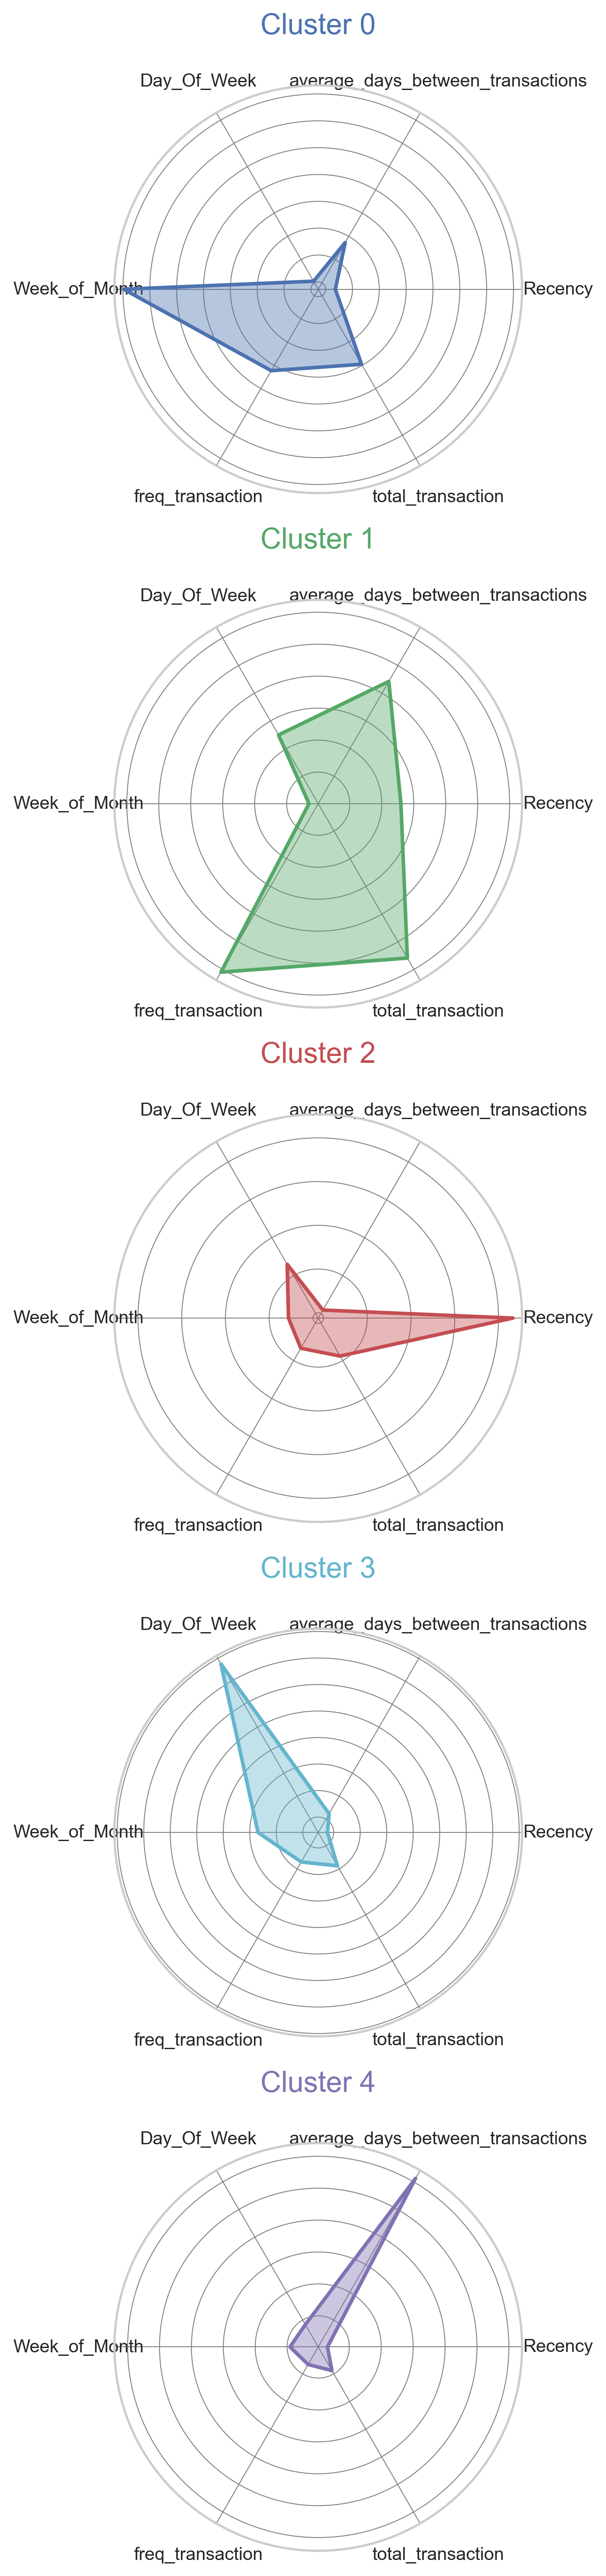 Cluster 0
Day_Of_Week average_days_between_transactions
Week_of_Month Recency
freq_transaction total_transaction
Cluster 1
Day_Of_Week average_days_between_transactions
Week_of_Month Recency
freq_transaction total_transaction
Cluster 2
Day_Of_Week average_days_between_transactions
Week_of_Month Recency
freq_transaction total_transaction
Cluster 3
Day_Of_Week average_days_between_transactions
Week_of_Month Recency
freq_transaction total_transaction
Cluster 4
Day_Of_Week average_days_between_transactions
Week_of_Month Recency
freq_transaction total_transaction